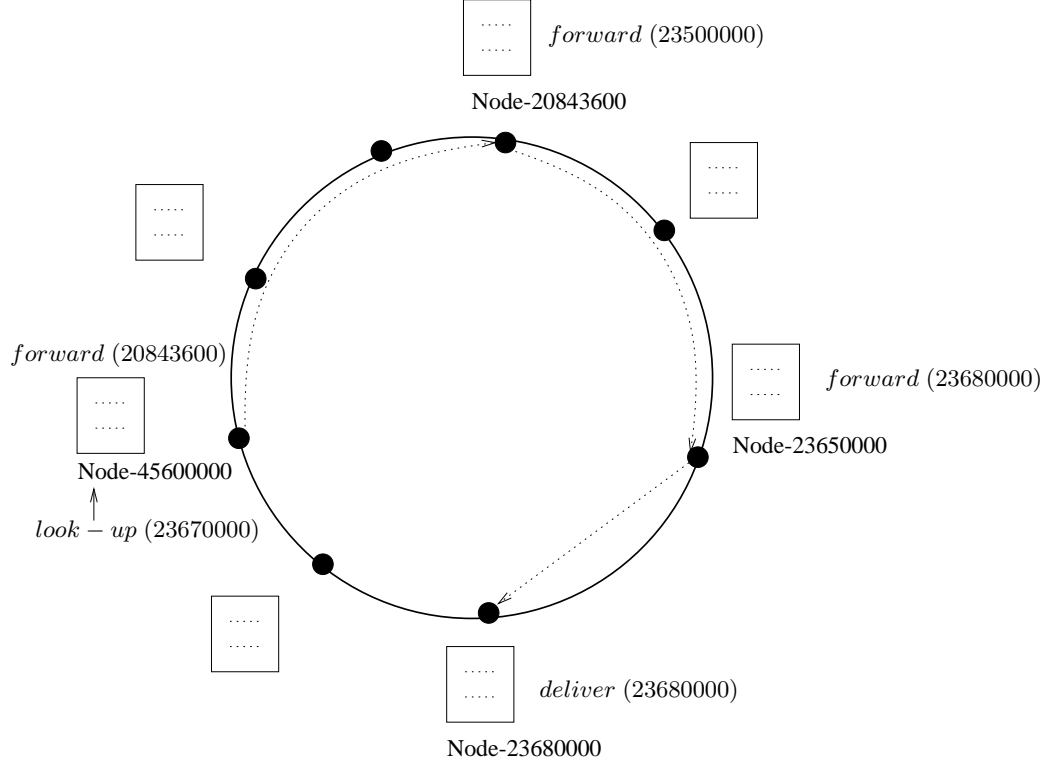 .....
.....
forward (23500000)
Node-20843600
.....
.....
.....
.....
forward (20843600)
.....
.....
forward (23680000)
.....
.....
Node-23650000
Node-45600000
look − up (23670000)
.....
.....
.....
.....
deliver (23680000)
Node-23680000